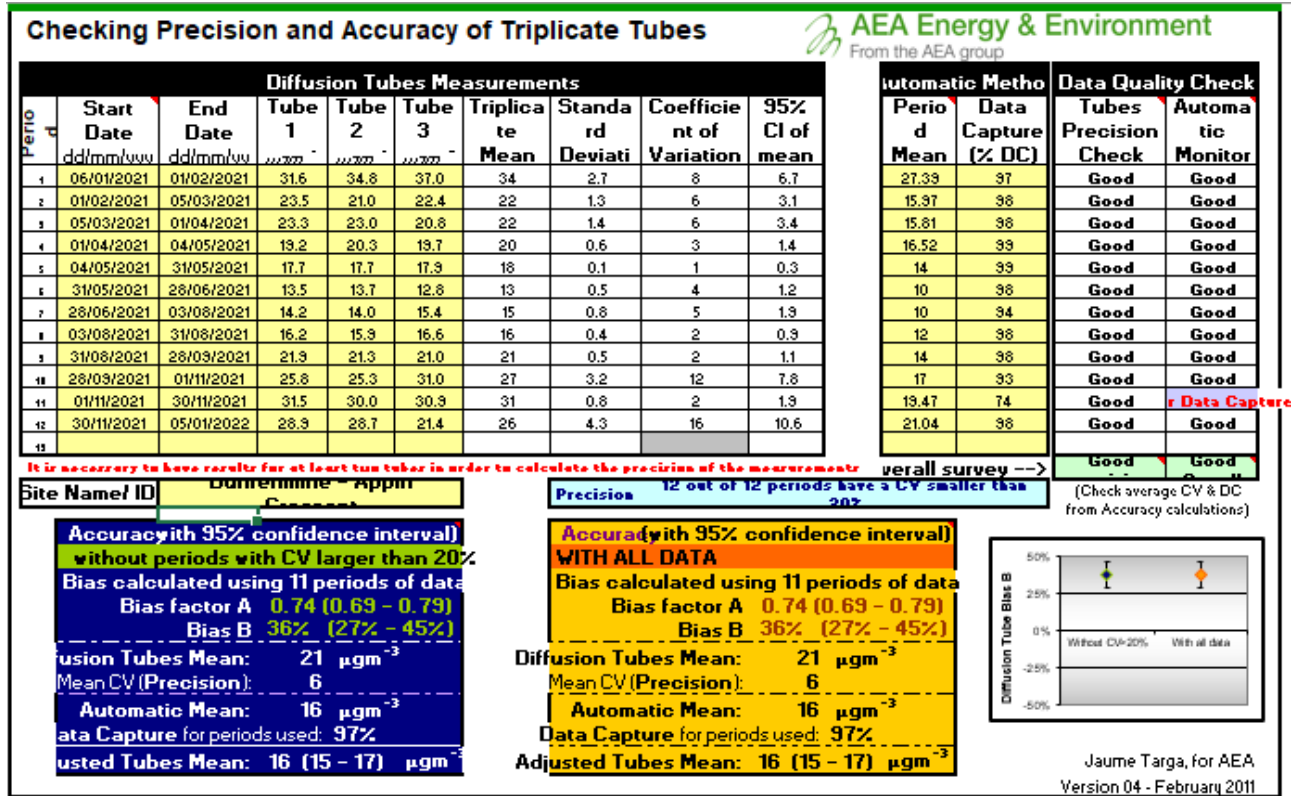 Checking Precision and Accuracy of Triplicate Tubes
AEA Energy & Environment
From the AEA group
Diffusion Tubes Measurements
utomatic Metho
Data Quality Check
Perio d
Start Date dd/mm/yyy
End Date dd/mm/yy
Tube 1
Tube 2
Tube 3
Triplica te Mean
Standa rd Deviati
Coefficie nt of Variation
95% CI of mean
Perio d Mean
Data Capture (% DC)
Tubes Precision Check
Automa tic Monitor
1 06/01/2021 01/02/2021 31.6 34.8 37.0 34 2.7 8 6.7 27.39 97 Good Good
2 01/02/2021 05/03/2021 23.5 21.0 22.4 22 1.3 6 3.1 15.97 98 Good Good
3 05/03/2021 01/04/2021 23.3 23.0 20.8 22 1.4 6 3.4 15.81 98 Good Good
4 01/04/2021 04/05/2021 19.2 20.3 19.7 20 0.6 3 1.4 16.52 99 Good Good
5 04/05/2021 31/05/2021 17.7 17.7 17.9 18 0.1 1 0.3 14 99 Good Good
6 31/05/2021 28/06/2021 13.5 13.7 12.8 13 0.5 4 1.2 10 98 Good Good
7 28/06/2021 03/08/2021 14.2 14.0 15.4 15 0.8 5 1.9 10 94 Good Good
8 03/08/2021 31/08/2021 16.2 15.9 16.6 16 0.4 2 0.9 12 98 Good Good
9 31/08/2021 28/09/2021 21.9 21.3 21.0 21 0.5 2 1.1 14 98 Good Good
10 28/09/2021 01/11/2021 25.8 25.3 31.0 27 3.2 12 7.8 17 93 Good Good
11 01/11/2021 30/11/2021 31.5 30.0 30.9 31 0.8 2 1.9 19.47 74 Good r Data Capture
12 30/11/2021 05/01/2022 28.9 28.7 21.4 26 4.3 16 10.6 21.04 98 Good Good
13
It is necessary to have results for at least two tubes in order to calculate the precision of the measurements
verall survey -->
Good
Good
Site Name/ ID
Dunfermline - Appin Crescent
Precision
12 out of 12 periods have a CV smaller than 20%
(Check average CV & DC
from Accuracy calculations)
Accuracy with 95% confidence interval)
without periods with CV larger than 20%
Bias calculated using 11 periods of data
Bias factor A 0.74 (0.69 - 0.79)
Bias B 36% (27% - 45%)
fusion Tubes Mean: 21 µgm-3
Mean CV (Precision): 6
Automatic Mean: 16 µgm-3
ata Capture for periods used: 97%
usted Tubes Mean: 16 (15 - 17) µgm-3
Accuracy (with 95% confidence interval)
WITH ALL DATA
Bias calculated using 11 periods of data
Bias factor A 0.74 (0.69 - 0.79)
Bias B 36% (27% - 45%)
Diffusion Tubes Mean: 21 µgm-3
Mean CV (Precision): 6
Automatic Mean: 16 µgm-3
Data Capture for periods used: 97%
Adjusted Tubes Mean: 16 (15 - 17) µgm-3
Diffusion Tube Bias B
50%
25%
0%
-25%
-50%
Without CV>20%
With all data
Jaume Targa, for AEA
Version 04 - February 2011